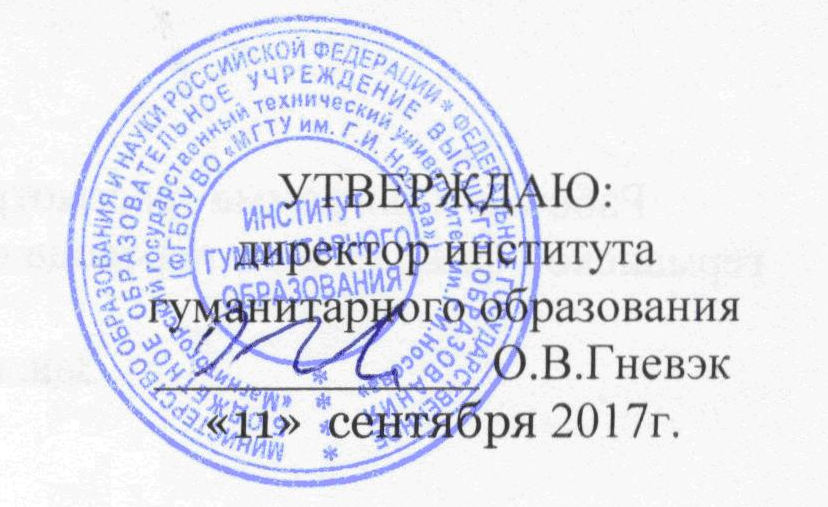 УТВЕРЖДАЮ:
директор института
гуманитарного образования
О.В.Гневэк
«11» сентября 2017г.
МИНИСТЕРСТВО ОБРАЗОВАНИЯ И НАУКИ РОССИЙСКОЙ ФЕДЕРАЦИИ * ФЕДЕРАЛЬНОЕ ГОСУДАРСТВЕННОЕ
БЮДЖЕТНОЕ ОБРАЗОВАТЕЛЬНОЕ УЧРЕЖДЕНИЕ ВЫСШЕГО ОБРАЗОВАНИЯ
«Магнитогорский государственный технический университет им. Г.И.Носова»
(ФГБОУ ВО «МГТУ им. Г.И. Носова»)
ИНСТИТУТ
ГУМАНИТАРНОГО
ОБРАЗОВАНИЯ